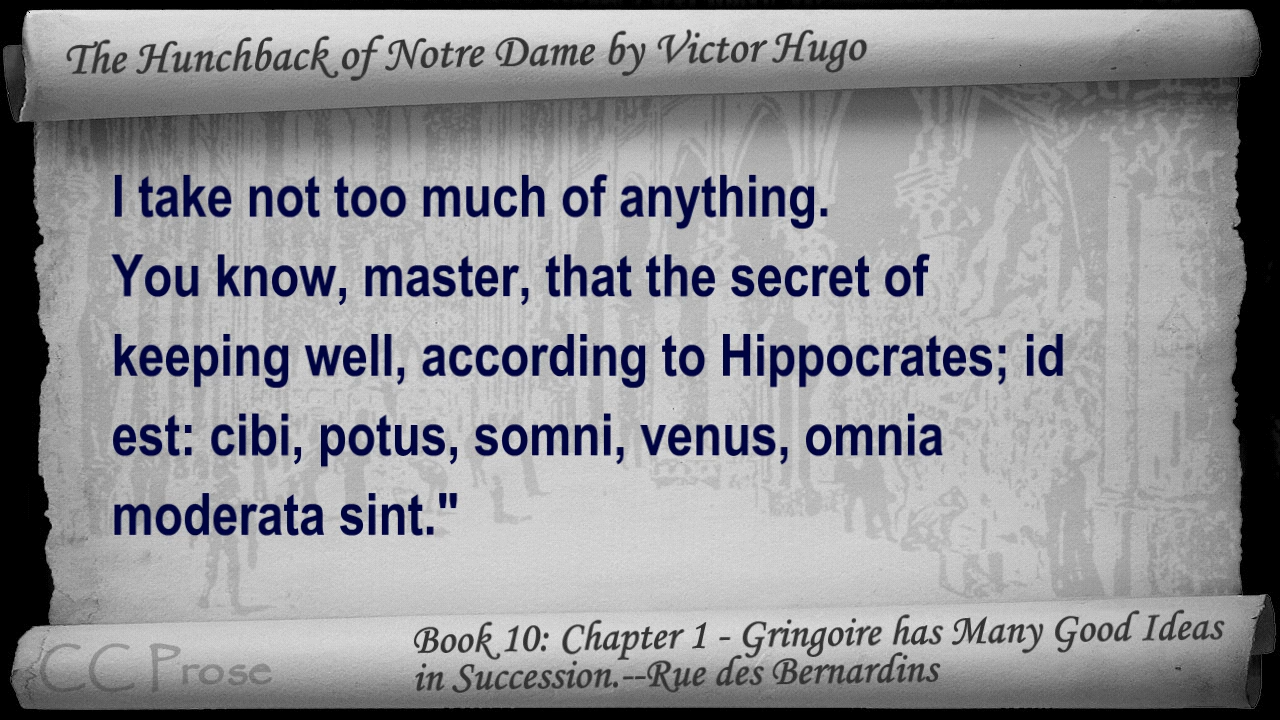 The Hunchback of Notre Dame by Victor Hugo
I take not too much of anything.
You know, master, that the secret of
keeping well, according to Hippocrates; id
est: cibi, potus, somni, venus, omnia
moderata sint."
Book 10: Chapter 1 - Gringoire has Many Good Ideas
in Succession.--Rue des Bernardins
CC Prose